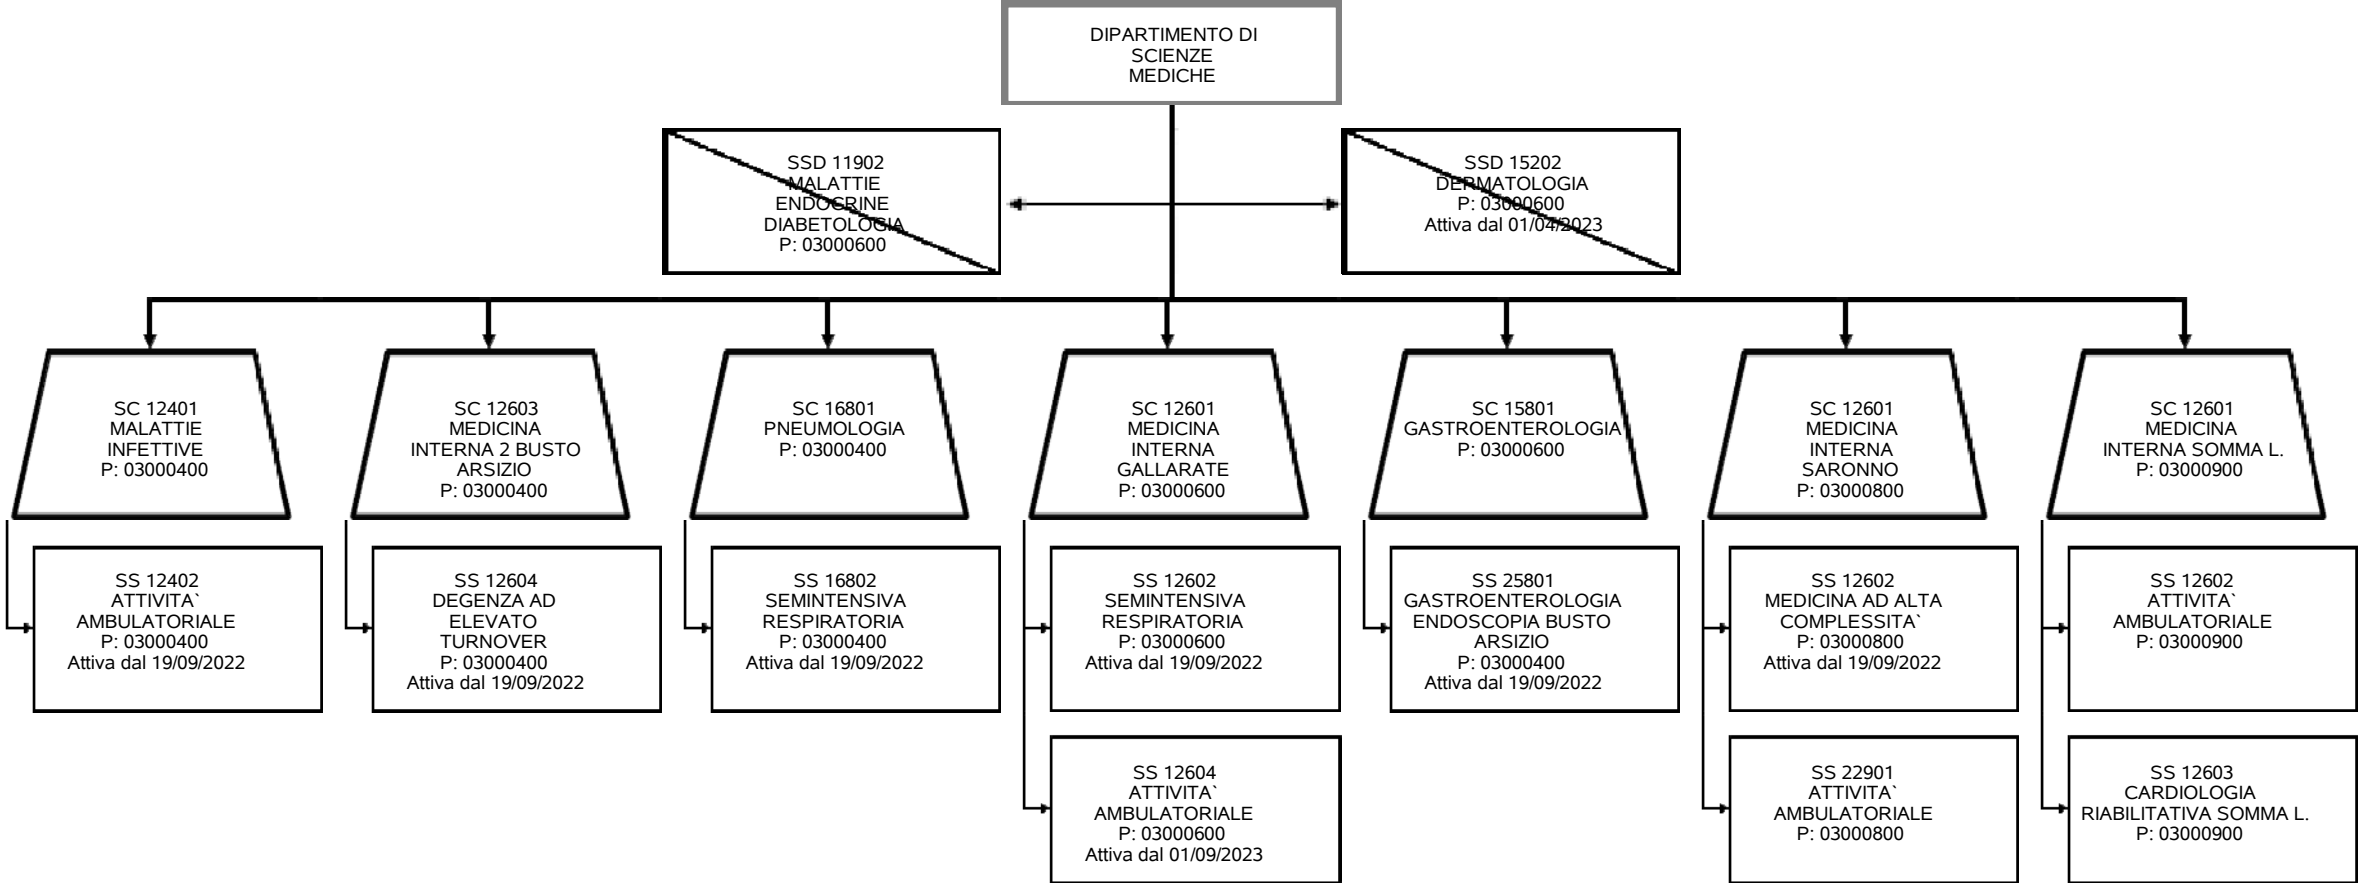 DIPARTIMENTO DI
SCIENZE
MEDICHE
SSD 11902
MALATTIE
ENDOCRINE
DIABETOLOGIA
P: 03000600
SSD 15202
DERMATOLOGIA
P: 03000600
Attiva dal 01/04/2023
SC 12401
MALATTIE
INFETTIVE
P: 03000400
SC 12603
MEDICINA
INTERNA 2 BUSTO
ARSIZIO
P: 03000400
SC 16801
PNEUMOLOGIA
P: 03000400
SC 12601
MEDICINA
INTERNA
GALLARATE
P: 03000600
SC 15801
GASTROENTEROLOGIA
P: 03000600
SC 12601
MEDICINA
INTERNA
SARONNO
P: 03000800
SC 12601
MEDICINA
INTERNA SOMMA L.
P: 03000900
SS 12402
ATTIVITA`
AMBULATORIALE
P: 03000400
Attiva dal 19/09/2022
SS 12604
DEGENZA AD
ELEVATO
TURNOVER
P: 03000400
Attiva dal 19/09/2022
SS 16802
SEMINTENSIVA
RESPIRATORIA
P: 03000400
Attiva dal 19/09/2022
SS 12602
SEMINTENSIVA
RESPIRATORIA
P: 03000600
Attiva dal 19/09/2022
SS 25801
GASTROENTEROLOGIA
ENDOSCOPIA BUSTO
ARSIZIO
P: 03000400
Attiva dal 19/09/2022
SS 12602
MEDICINA AD ALTA
COMPLESSITA`
P: 03000800
Attiva dal 19/09/2022
SS 12602
ATTIVITA`
AMBULATORIALE
P: 03000900
SS 12604
ATTIVITA`
AMBULATORIALE
P: 03000600
Attiva dal 01/09/2023
SS 22901
ATTIVITA`
AMBULATORIALE
P: 03000800
SS 12603
CARDIOLOGIA
RIABILITATIVA SOMMA L.
P: 03000900